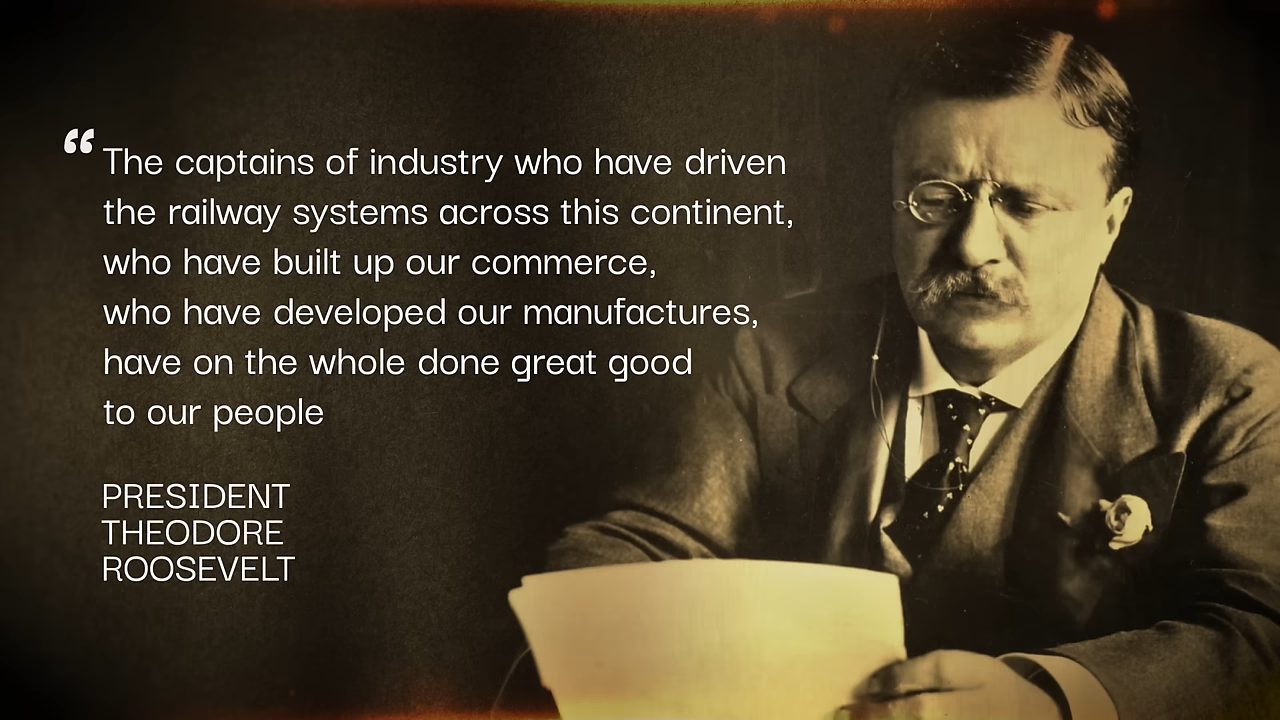 “The captains of industry who have driven
the railway systems across this continent,
who have built up our commerce,
who have developed our manufactures,
have on the whole done great good
to our people
PRESIDENT
THEODORE
ROOSEVELT